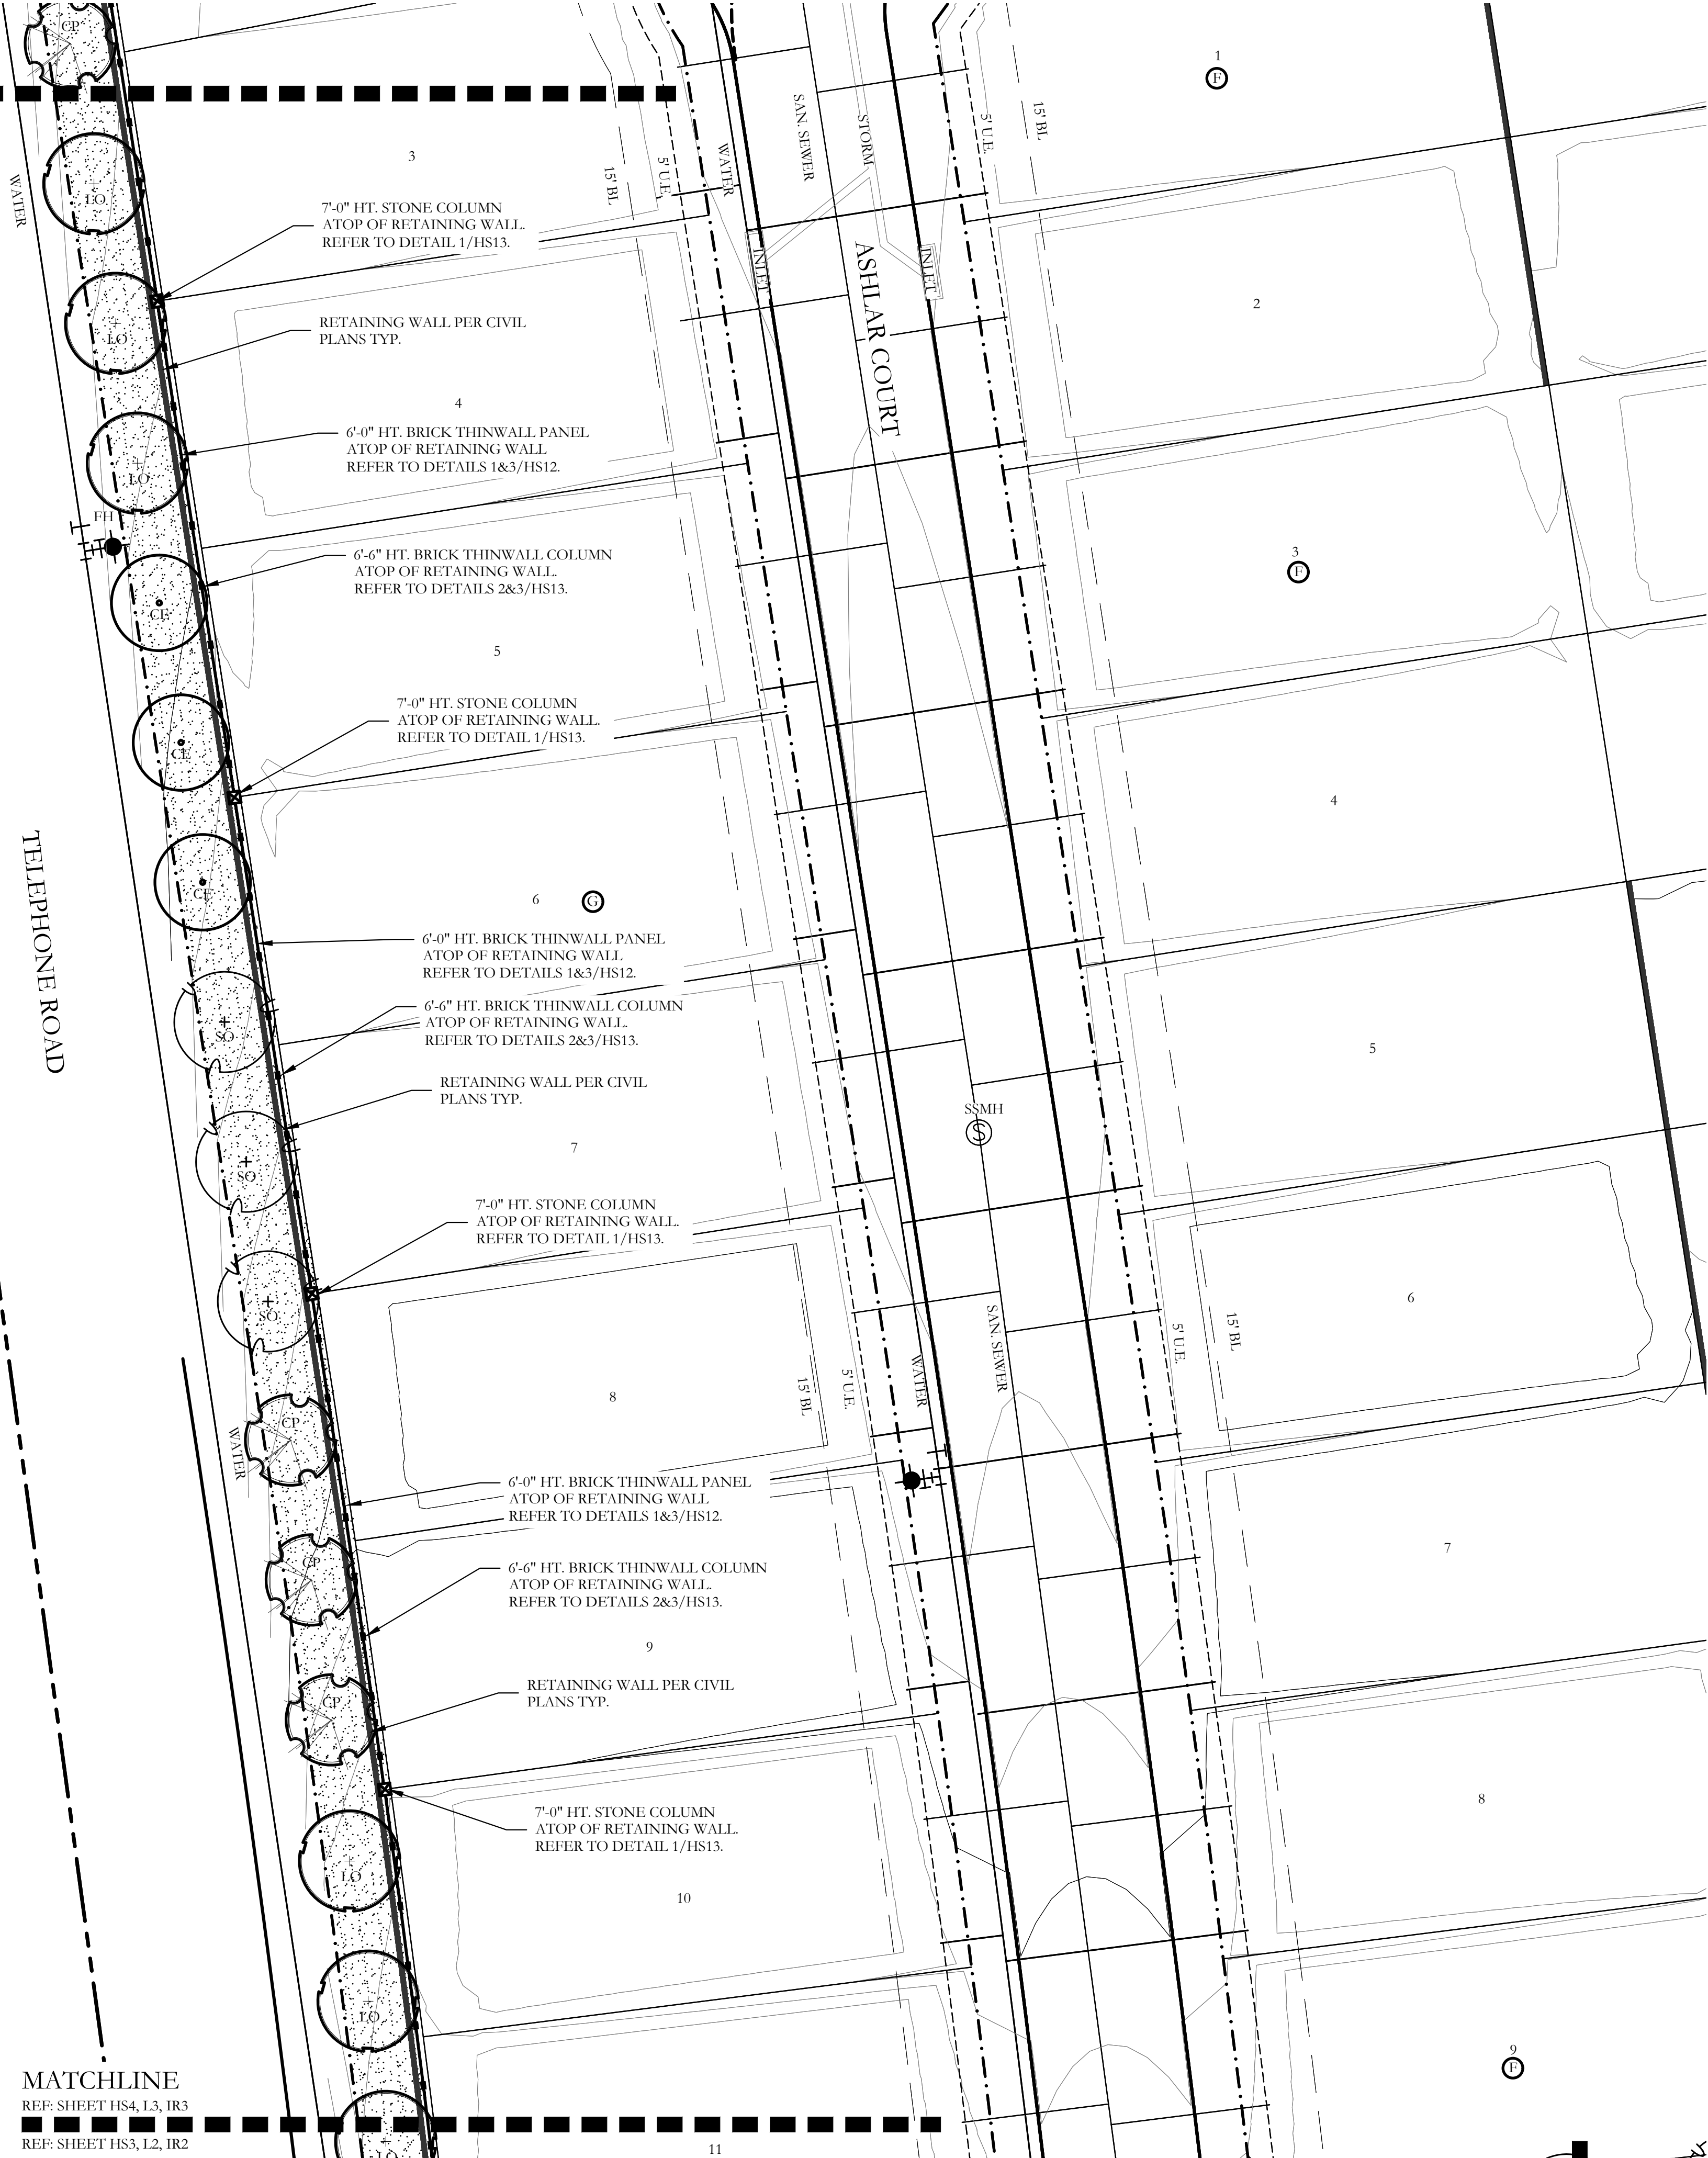 CP
1
F
15' BL
SAN. SEWER
STORM
5' U.E.
3
WATER
5' U.E.
15' BL
WATER
LO
7'-0" HT. STONE COLUMN
ATOP OF RETAINING WALL.
REFER TO DETAIL 1/HS13.
INLET
ASHLAR COURT
INLET
2
RETAINING WALL PER CIVIL
PLANS TYP.
LO
4
6'-0" HT. BRICK THINWALL PANEL
ATOP OF RETAINING WALL
REFER TO DETAILS 1&3/HS12.
LO
FH
6'-6" HT. BRICK THINWALL COLUMN
ATOP OF RETAINING WALL.
REFER TO DETAILS 2&3/HS13.
3
F
CE
5
7'-0" HT. STONE COLUMN
ATOP OF RETAINING WALL.
REFER TO DETAIL 1/HS13.
CE
4
TELEPHONE ROAD
CE
6
G
6'-0" HT. BRICK THINWALL PANEL
ATOP OF RETAINING WALL
REFER TO DETAILS 1&3/HS12.
6'-6" HT. BRICK THINWALL COLUMN
ATOP OF RETAINING WALL.
REFER TO DETAILS 2&3/HS13.
SO
5
RETAINING WALL PER CIVIL
PLANS TYP.
SSMH
S
7
SO
7'-0" HT. STONE COLUMN
ATOP OF RETAINING WALL.
REFER TO DETAIL 1/HS13.
SO
6
SAN. SEWER
5' U.E.
15' BL
8
15' BL
5' U.E.
WATER
CP
WATER
6'-0" HT. BRICK THINWALL PANEL
ATOP OF RETAINING WALL
REFER TO DETAILS 1&3/HS12.
7
CP
6'-6" HT. BRICK THINWALL COLUMN
ATOP OF RETAINING WALL.
REFER TO DETAILS 2&3/HS13.
9
RETAINING WALL PER CIVIL
PLANS TYP.
CP
8
7'-0" HT. STONE COLUMN
ATOP OF RETAINING WALL.
REFER TO DETAIL 1/HS13.
LO
10
LO
9
F
MATCHLINE
REF: SHEET HS4, L3, IR3
REF: SHEET HS3, L2, IR2
11
LO